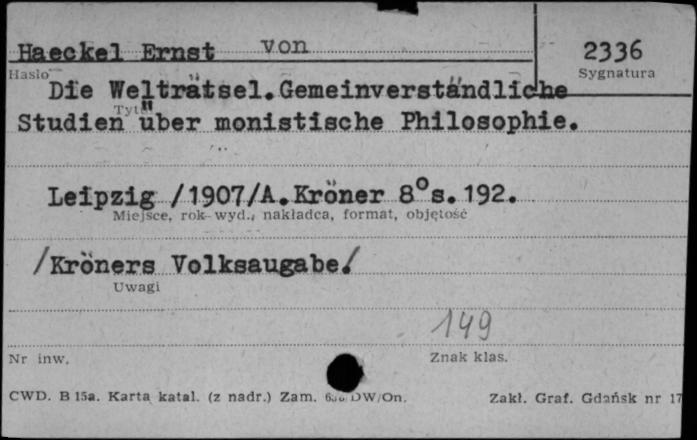 Haeckel Ernst von
2336
Hasło
Sygnatura
Die Welträtsel. Gemeinverständliche
Tytuł
Studien über monistische Philosophie.
Leipzig /1907/A. Kröner 8° s. 192.
Miejsce, rok wyd., nakładca, format, objętość
/Kröners Volksaugabe/
Uwagi
149
Nr inw.
Znak klas.
CWD. B 15a. Karta katal. (z nadr.) Zam. DW/On.
Zakł. Graf. Gdańsk nr 17